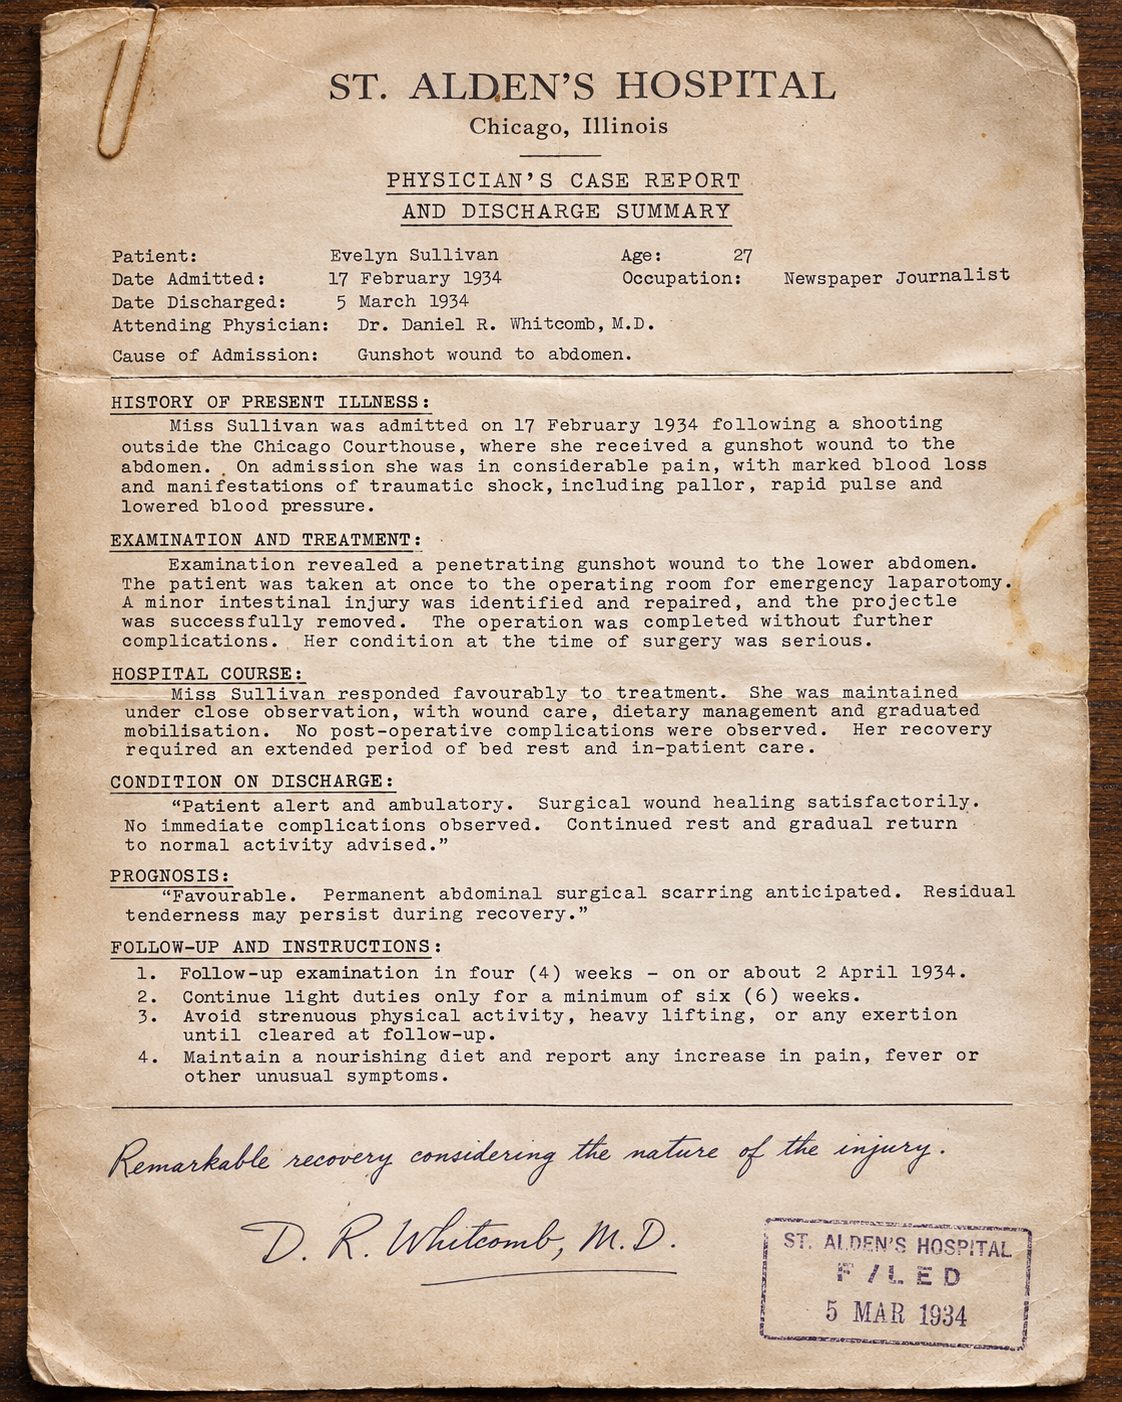 ST. ALDEN'S HOSPITAL
Chicago, Illinois
PHYSICIAN'S CASE REPORT
AND DISCHARGE SUMMARY
Patient: Evelyn Sullivan Age: 27
Date Admitted: 17 February 1934 Occupation: Newspaper Journalist
Date Discharged: 5 March 1934
Attending Physician: Dr. Daniel R. Whitcomb, M.D.
Cause of Admission: Gunshot wound to abdomen.
HISTORY OF PRESENT ILLNESS:
Miss Sullivan was admitted on 17 February 1934 following a shooting
outside the Chicago Courthouse, where she received a gunshot wound to the
abdomen. On admission she was in considerable pain, with marked blood loss
and manifestations of traumatic shock, including pallor, rapid pulse and
lowered blood pressure.
EXAMINATION AND TREATMENT:
Examination revealed a penetrating gunshot wound to the lower abdomen.
The patient was taken at once to the operating room for emergency laparotomy.
A minor intestinal injury was identified and repaired, and the projectle
was successfully removed. The operation was completed without further
complications. Her condition at the time of surgery was serious.
HOSPITAL COURSE:
Miss Sullivan responded favourably to treatment. She was maintained
under close observation, with wound care, dietary management and graduated
mobilisation. No post-operative complications were observed. Her recovery
required an extended period of bed rest and in-patient care.
CONDITION ON DISCHARGE:
“Patient alert and ambulatory. Surgical wound healing satisfactorily.
No immediate complications observed. Continued rest and gradual return
to normal activity advised.”
PROGNOSIS:
“Favourable. Permanent abdominal surgical scarring anticipated. Residual
tenderness may persist during recovery.”
FOLLOW-UP AND INSTRUCTIONS:
1. Follow-up examination in four (4) weeks – on or about 2 April 1934.
2. Continue light duties only for a minimum of six (6) weeks.
3. Avoid strenuous physical activity, heavy lifting, or any exertion
until cleared at follow-up.
4. Maintain a nourishing diet and report any increase in pain, fever or
other unusual symptoms.
Remarkable recovery considering the nature of the injury.
D. R. Whitcomb, M.D.
ST. ALDEN'S HOSPITAL
FILED
5 MAR 1934